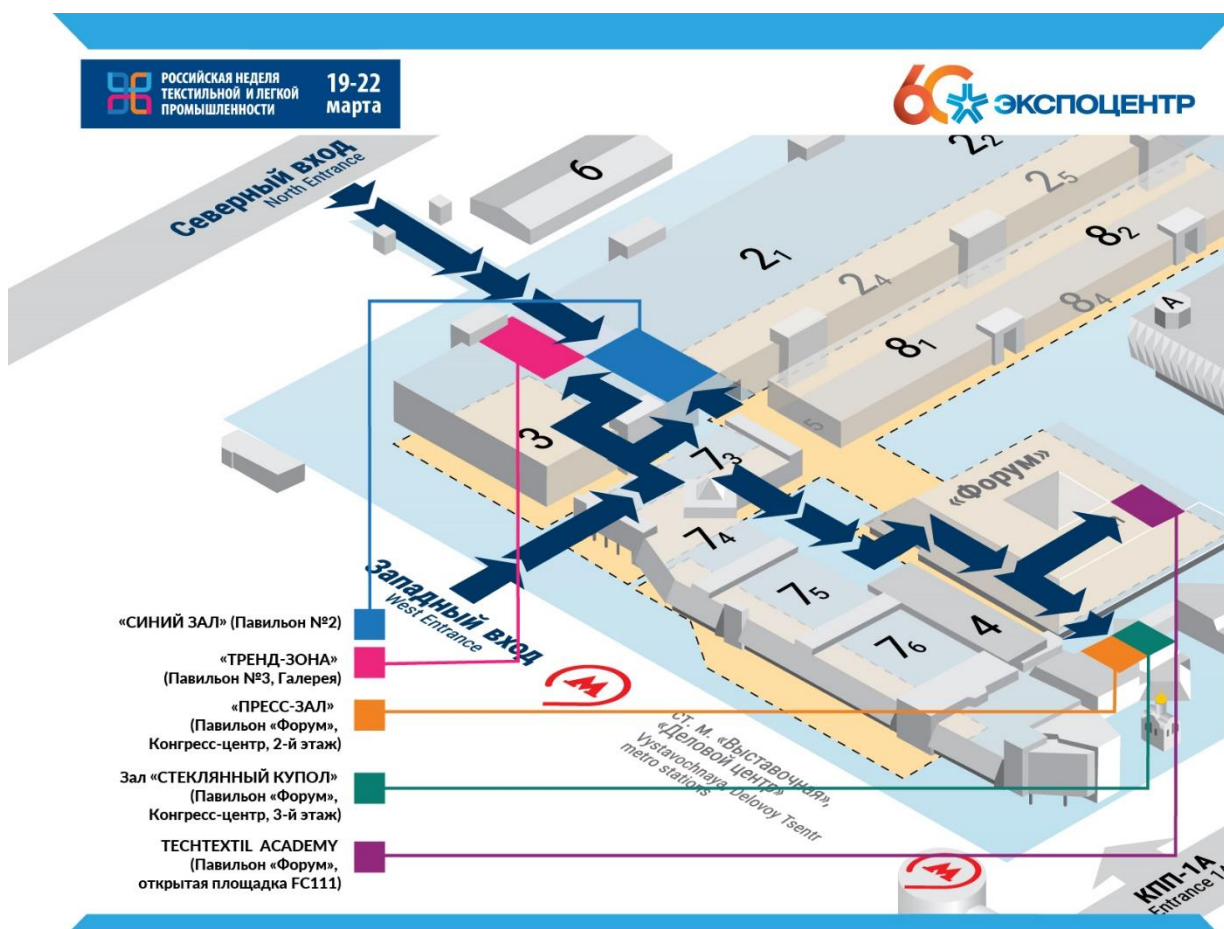 РОССИЙСКАЯ НЕДЕЛЯ
ТЕКСТИЛЬНОЙ И ЛЕГКОЙ
ПРОМЫШЛЕННОСТИ
19-22
марта
60 ЭКСПОЦЕНТР
Северный вход
North Entrance
6
2₂
2₅
2₁
2₄
8₂
8₄
8₁
А
5
3
7₃
«Форум»
7₄
7₅
4
7₆
Западный вход
West Entrance
«СИНИЙ ЗАЛ» (Павильон №2)
«ТРЕНД-ЗОНА»
(Павильон №3, Галерея)
«ПРЕСС-ЗАЛ»
(Павильон «Форум»,
Конгресс-центр, 2-й этаж)
Зал «СТЕКЛЯННЫЙ КУПОЛ»
(Павильон «Форум»,
Конгресс-центр, 3-й этаж)
TECHTEXTIL ACADEMY
(Павильон «Форум»,
открытая площадка FC111)
М
ст. м. «Выставочная»,
«Деловой центр»
Vystavochnaya, Delovoy Tsentr
metro stations
М
КПП-1А
Entrance 1A